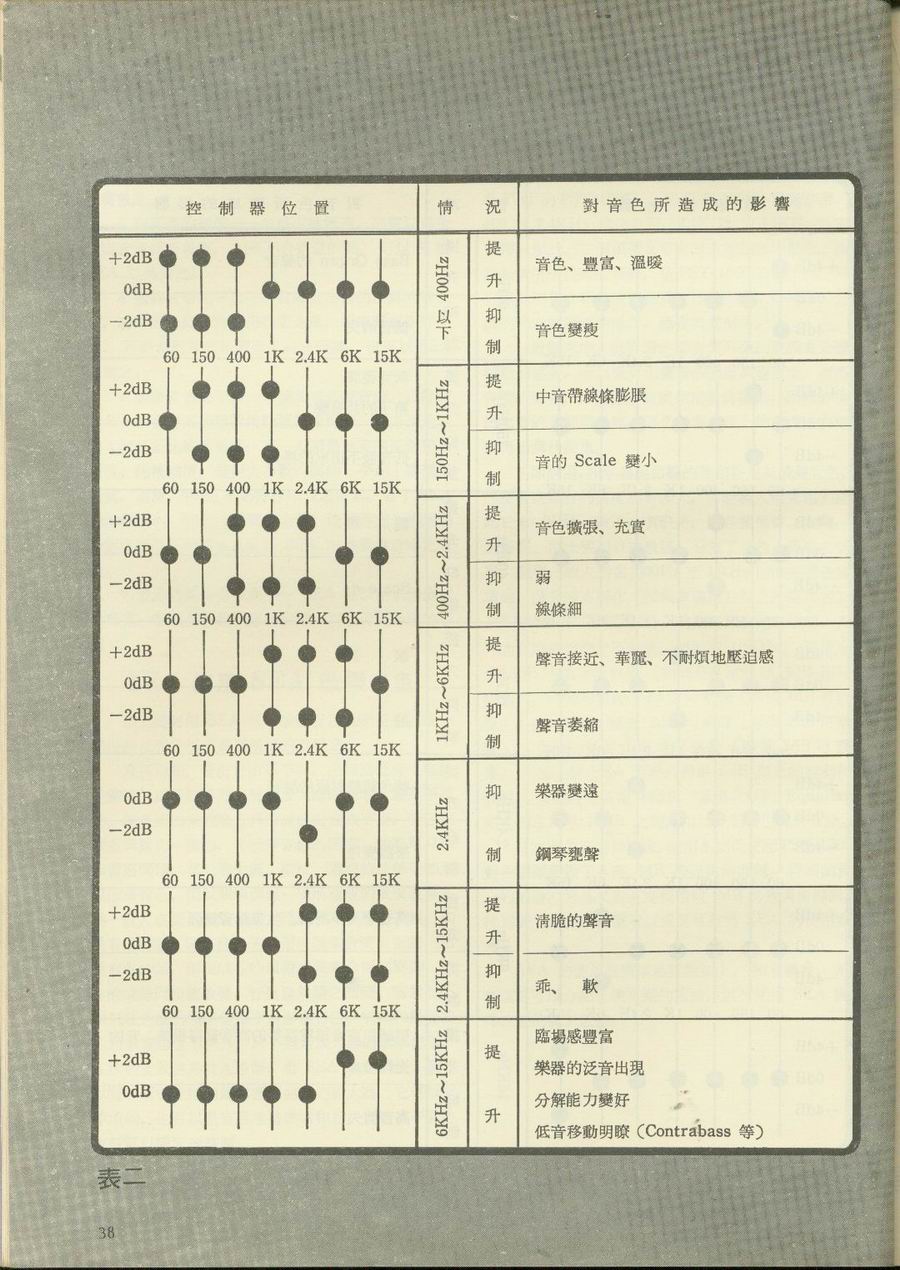 控制器位置 情況 對音色所造成的影響
+2dB
0dB
−2dB
60 150 400 1K 2.4K 6K 15K
400Hz以下
提升
音色、豐富、溫暖
抑制
音色變瘦
+2dB
0dB
−2dB
60 150 400 1K 2.4K 6K 15K
150Hz～1KHz
提升
中音帶線條膨脹
抑制
音的 Scale 變小
+2dB
0dB
−2dB
60 150 400 1K 2.4K 6K 15K
400Hz～2.4KHz
提升
音色擴張、充實
抑制
弱
線條細
+2dB
0dB
−2dB
60 150 400 1K 2.4K 6K 15K
1KHz～6KHz
提升
聲音接近、華麗、不耐煩地壓迫感
抑制
聲音萎縮
0dB
−2dB
60 150 400 1K 2.4K 6K 15K
2.4KHz
抑制
樂器變遠
鋼琴甕聲
+2dB
0dB
−2dB
60 150 400 1K 2.4K 6K 15K
2.4KHz～15KHz
提升
清脆的聲音
抑制
乖、 軟
+2dB
0dB
6KHz～15KHz
提升
臨場感豐富
樂器的泛音出現
分解能力變好
低音移動明瞭（Contrabass 等）
表二
38